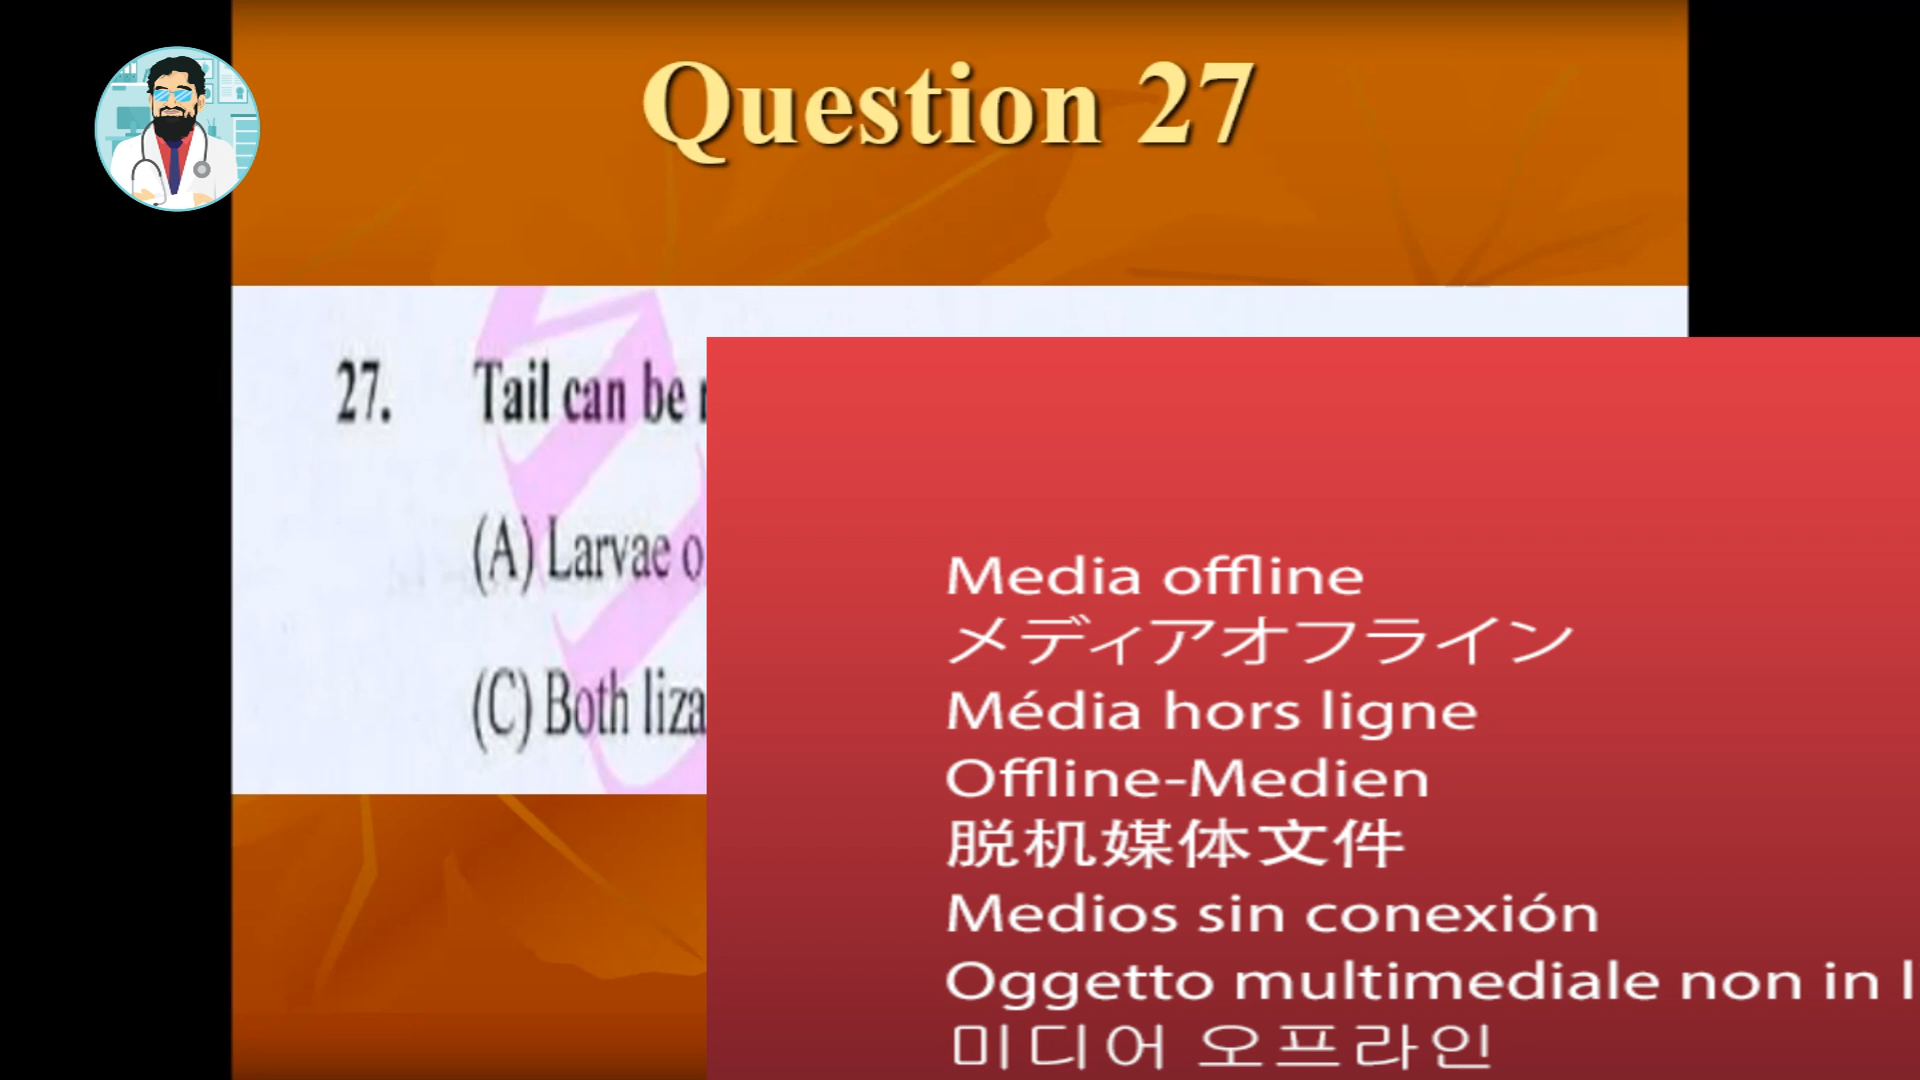 Question 27
27. Tail can be
(A) Larvae
(C) Both
Media offline
メディアオフライン
Média hors ligne
Offline-Medien
脱机媒体文件
Medios sin conexión
Oggetto multimediale non in
미디어 오프라인